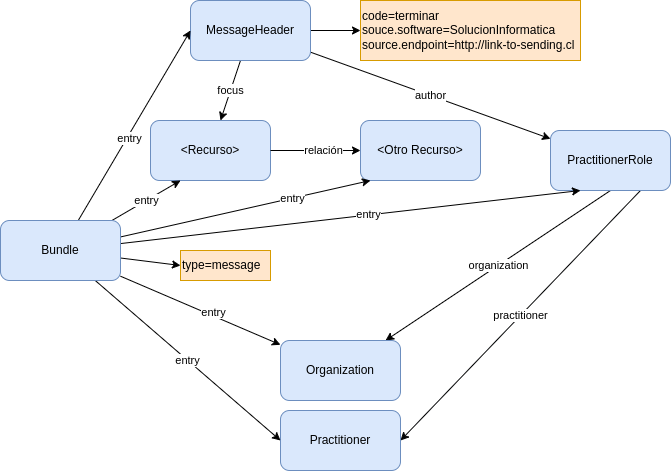 MessageHeader
code=terminar
souce.software=SolucionInformatica
source.endpoint=http://link-to-sending.cl
focus
author
entry
<Recurso>
relación
<Otro Recurso>
PractitionerRole
entry
entry
entry
Bundle
type=message
organization
entry
practitioner
entry
Organization
Practitioner